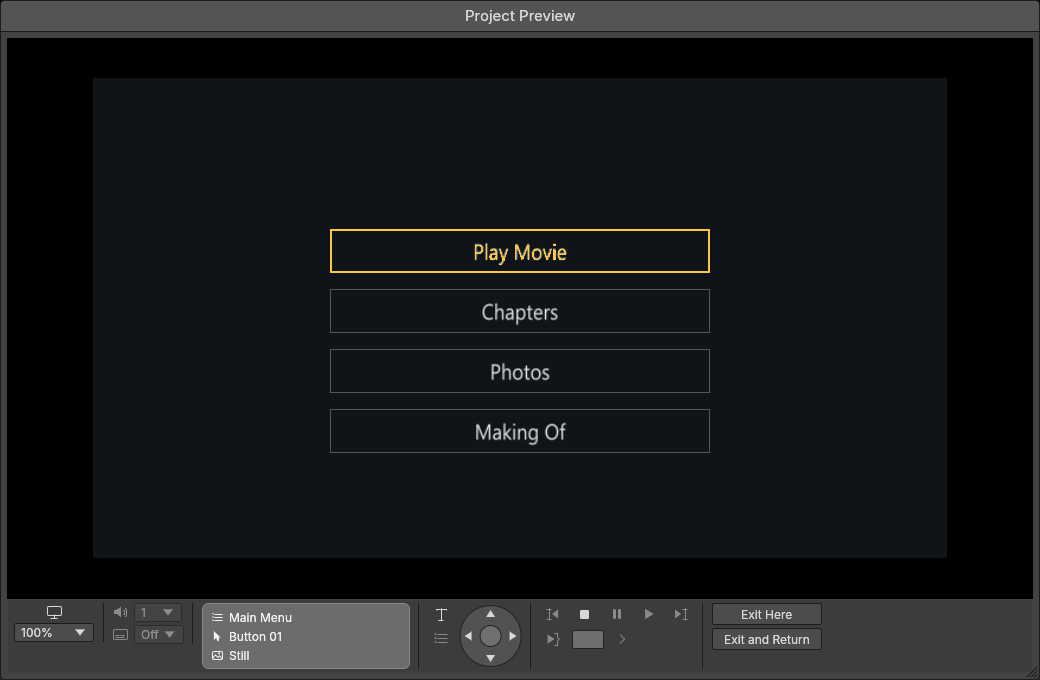 Project Preview
Play Movie
Chapters
Photos
Making Of
100%
1
Off
Main Menu
Button 01
Still
Exit Here
Exit and Return